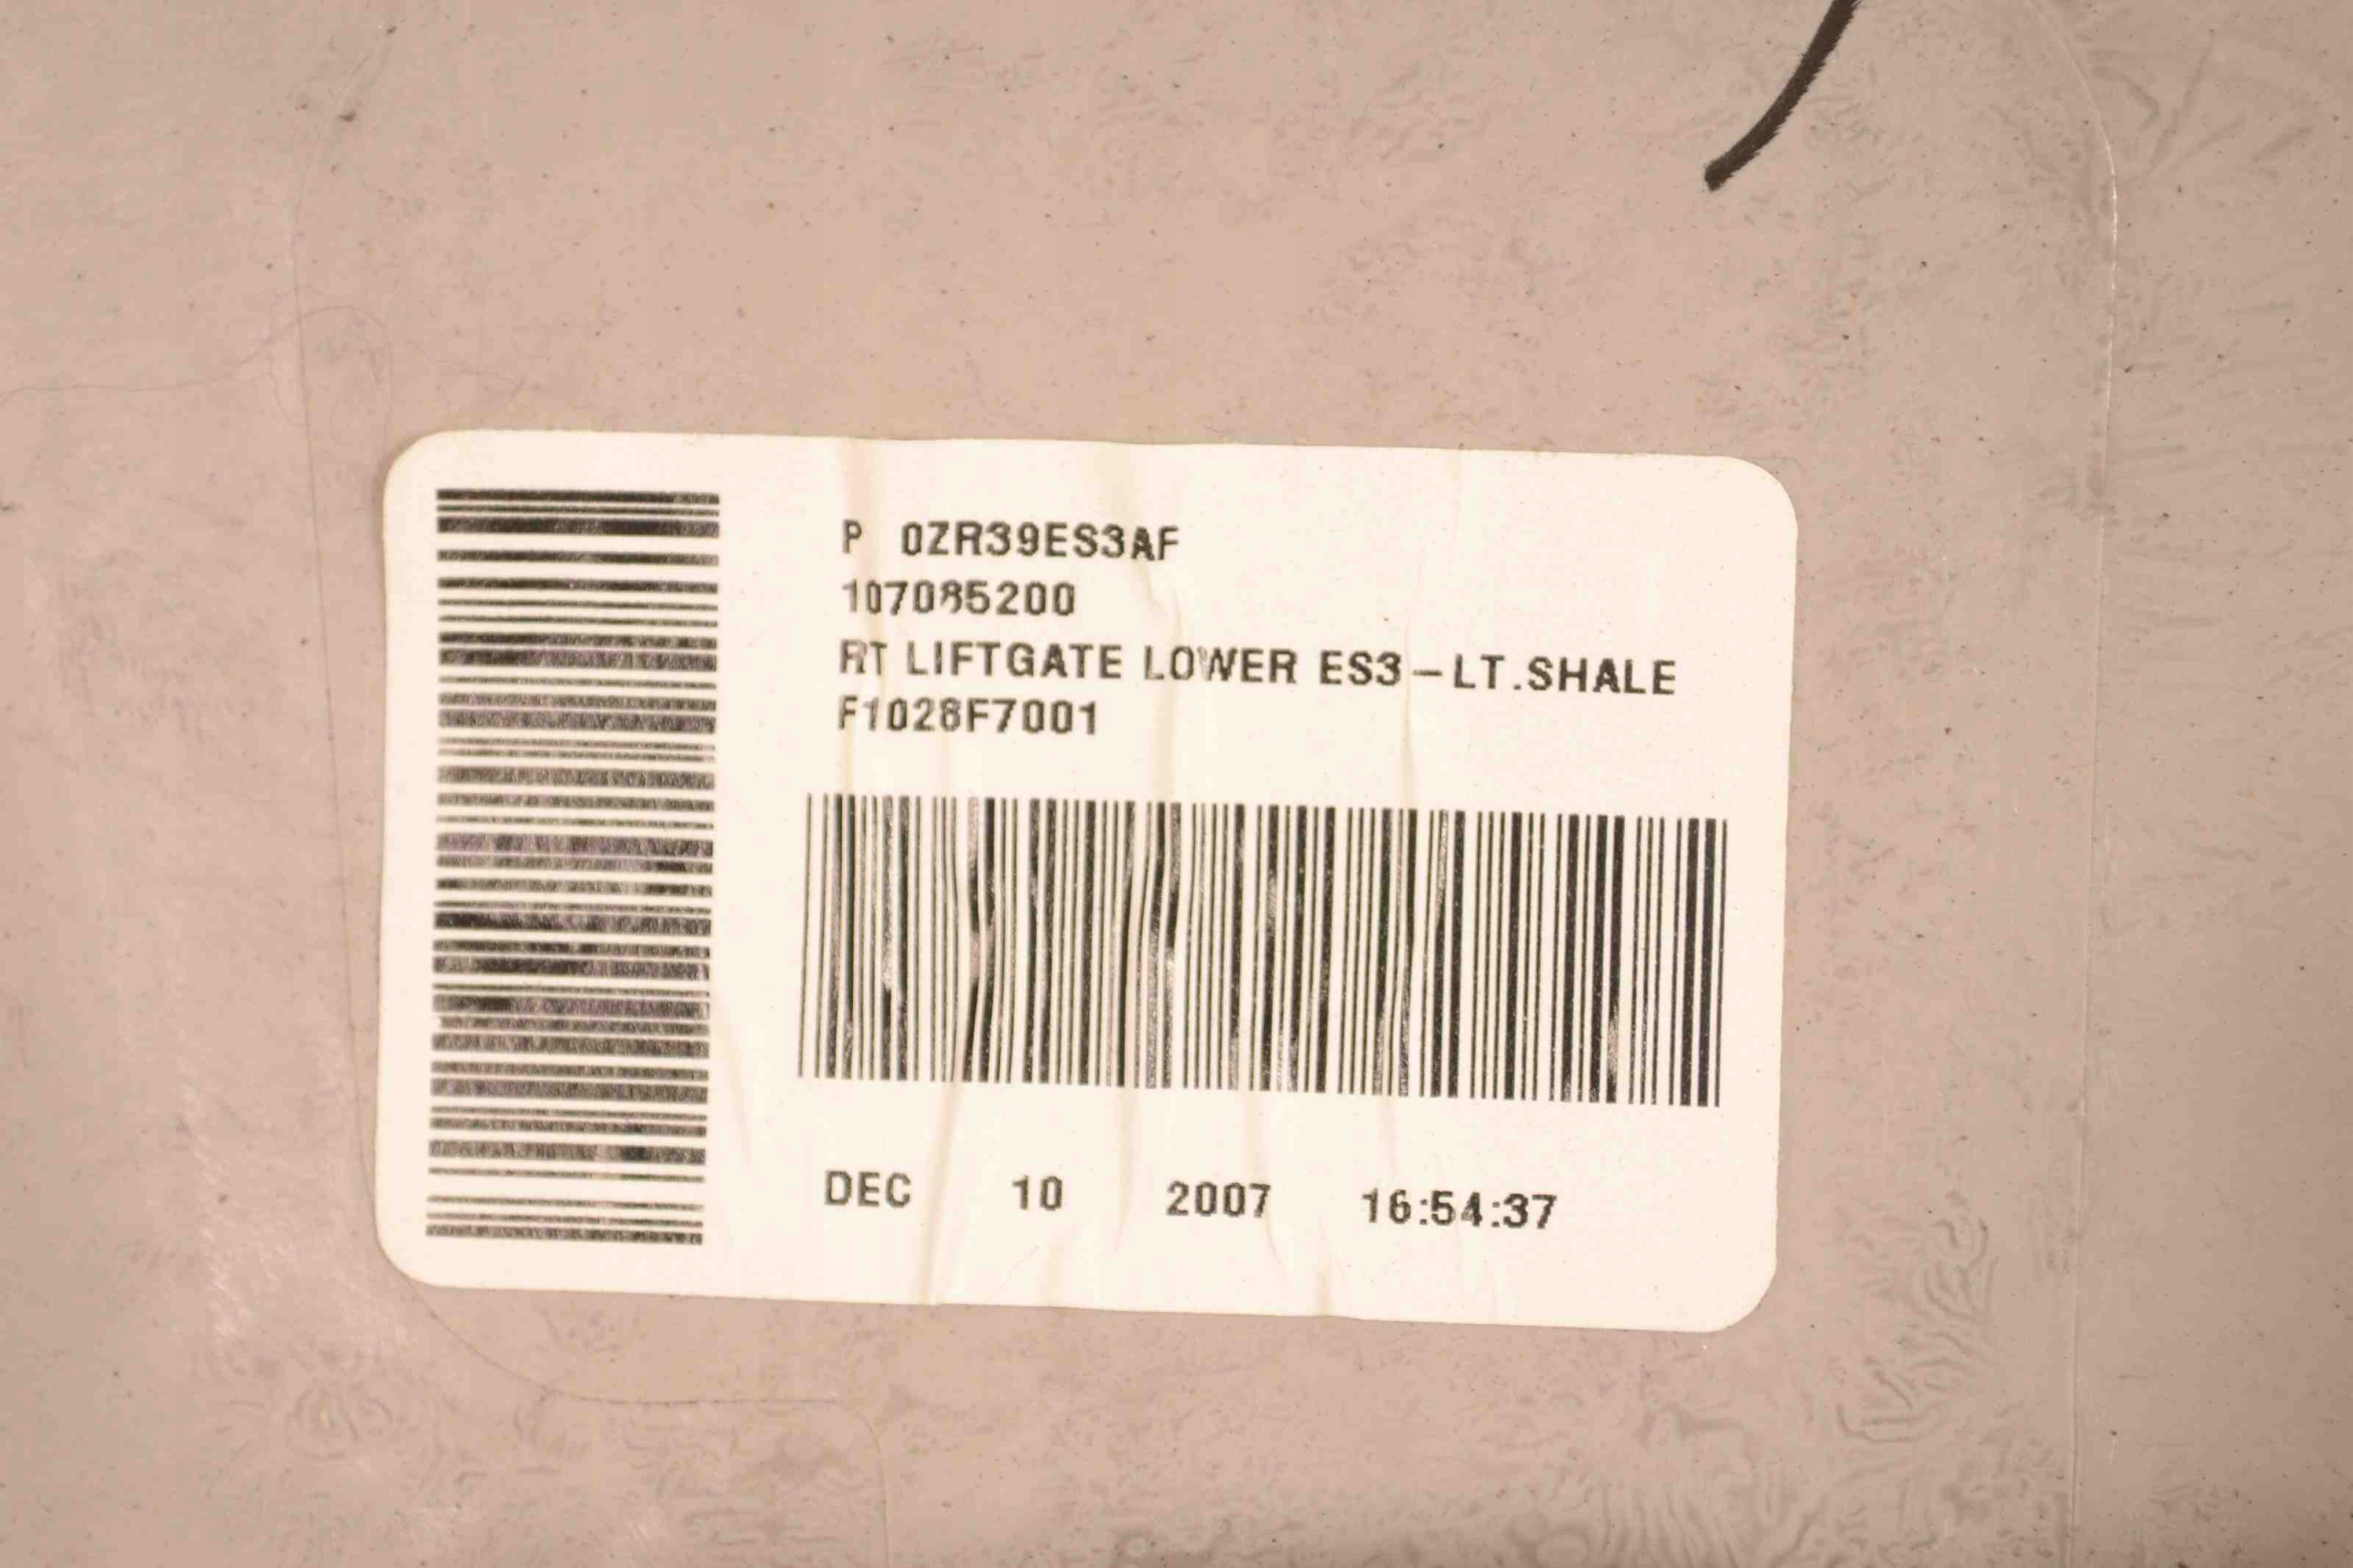 P 0ZR39ES3AF
107085200
RT LIFTGATE LOWER ES3-LT.SHALE
F1028F7001
DEC 10 2007 16:54:37